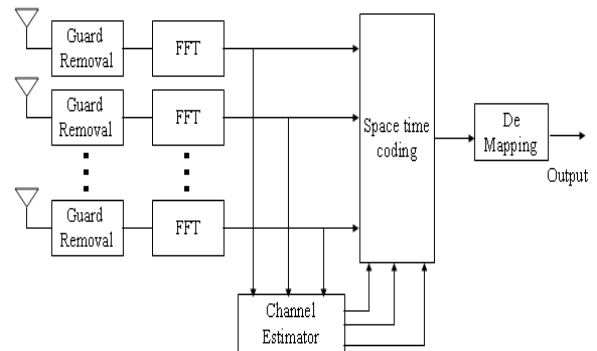 Guard
Removal
FFT
Guard
Removal
FFT
Space time
coding
De
Mapping
Output
Guard
Removal
FFT
Channel
Estimator